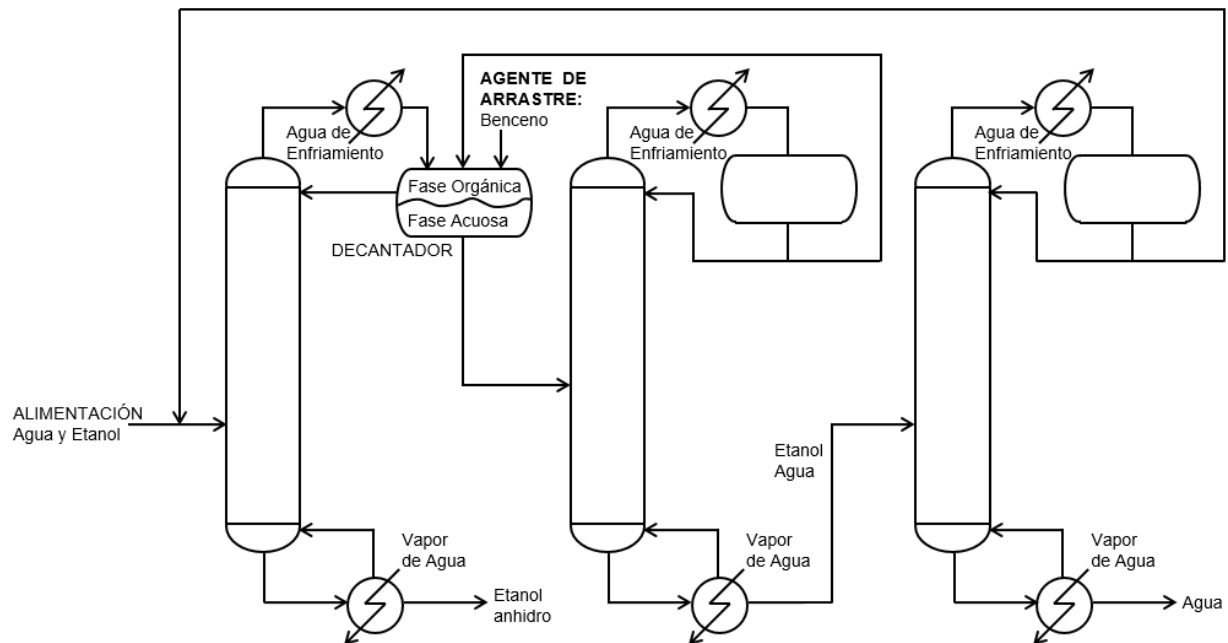 AGENTE DE
ARRASTRE:
Benceno
Agua de
Enfriamiento
Agua de
Enfriamiento
Agua de
Enfriamiento
Fase Orgánica
Fase Acuosa
DECANTADOR
ALIMENTACIÓN
Agua y Etanol
Etanol
Agua
Vapor
de Agua
Vapor
de Agua
Vapor
de Agua
Etanol
anhidro
Agua